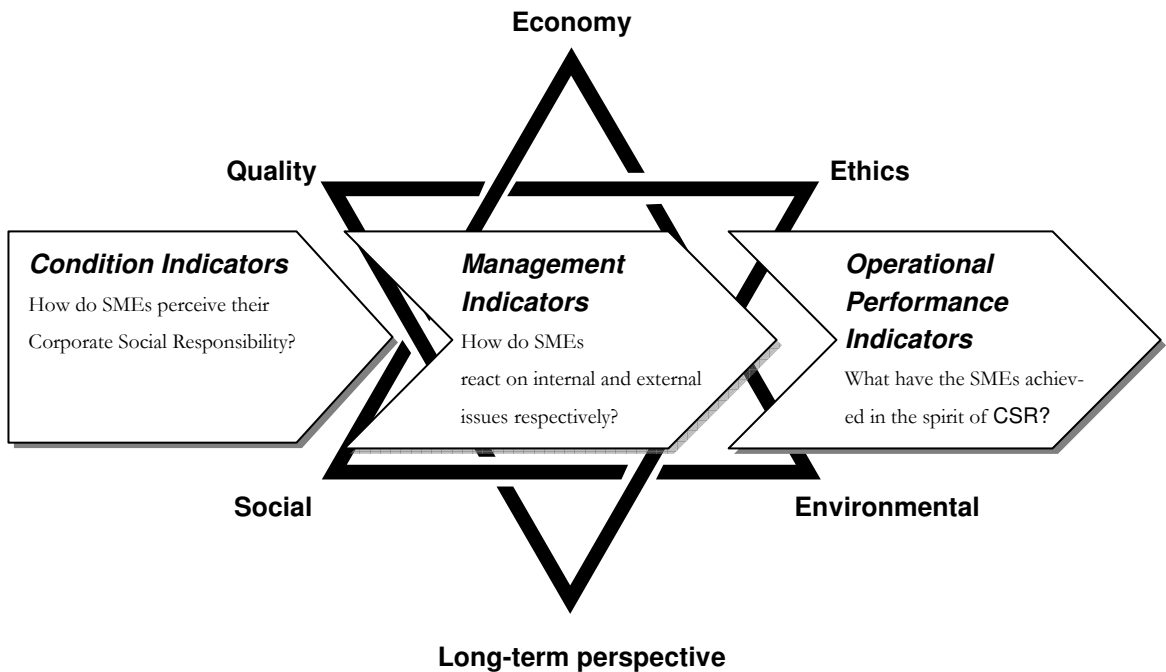 Economy
Quality
Ethics
Condition Indicators
How do SMEs perceive their
Corporate Social Responsibility?
Management
Indicators
How do SMEs
react on internal and external
issues respectively?
Operational
Performance
Indicators
What have the SMEs achiev-
ed in the spirit of CSR?
Social
Environmental
Long-term perspective